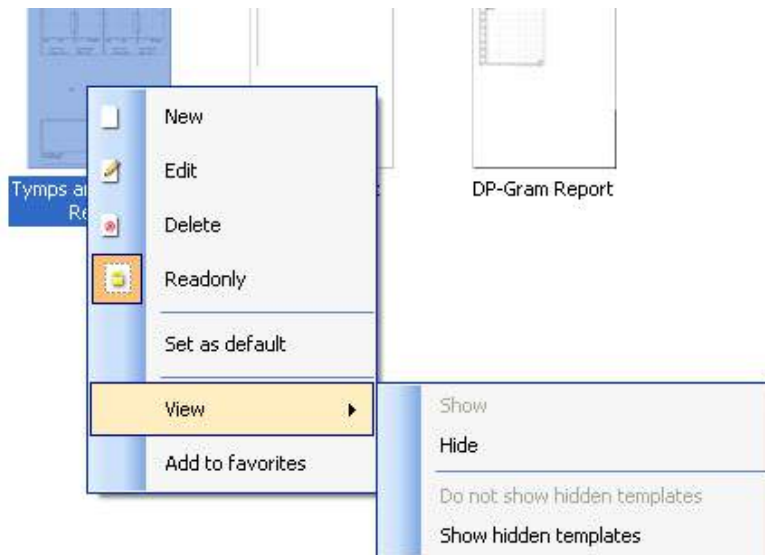 New
Edit
Delete
Readonly
Set as default
View
Add to favorites
Show
Hide
Do not show hidden templates
Show hidden templates
Tymps
Re
DP-Gram Report